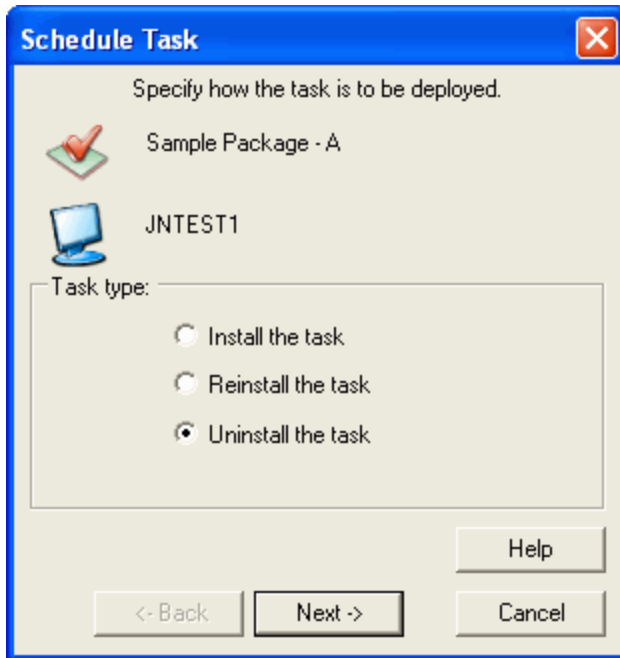 Schedule Task
Specify how the task is to be deployed.
Sample Package - A
JNTEST1
Task type:
Install the task
Reinstall the task
Uninstall the task
Help
<- Back
Next ->
Cancel